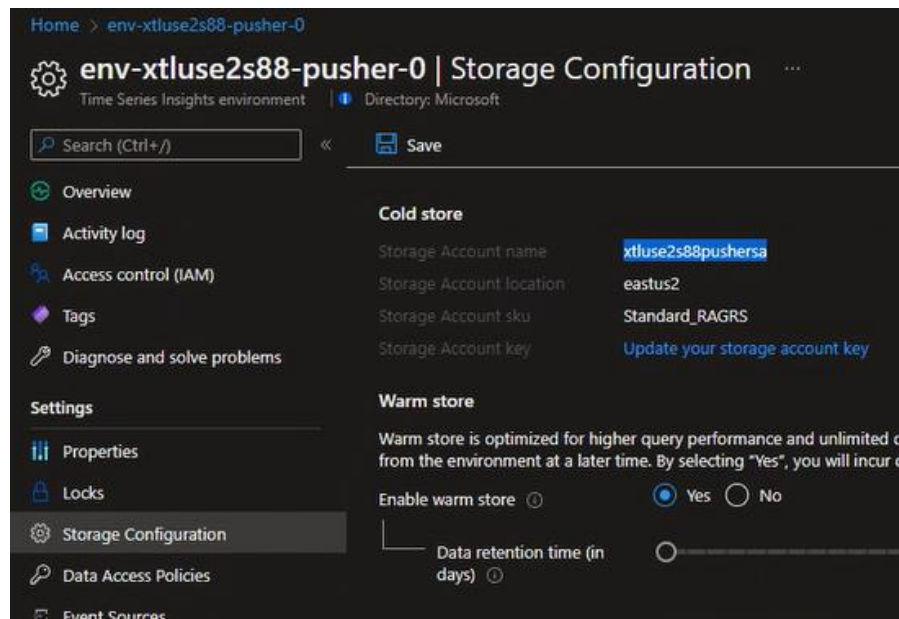 Home > env-xtluse2s88-pusher-0
env-xtluse2s88-pusher-0 | Storage Configuration ...
Time Series Insights environment | Directory: Microsoft
Search (Ctrl+/) «
Save
Overview
Activity log
Access control (IAM)
Tags
Diagnose and solve problems
Settings
Properties
Locks
Storage Configuration
Data Access Policies
Event Sources
Cold store
Storage Account name xtluse2s88pushersa
Storage Account location eastus2
Storage Account sku Standard_RAGRS
Storage Account key Update your storage account key
Warm store
Warm store is optimized for higher query performance and unlimited
from the environment at a later time. By selecting "Yes", you will incur
Enable warm store Yes No
Data retention time (in
days)